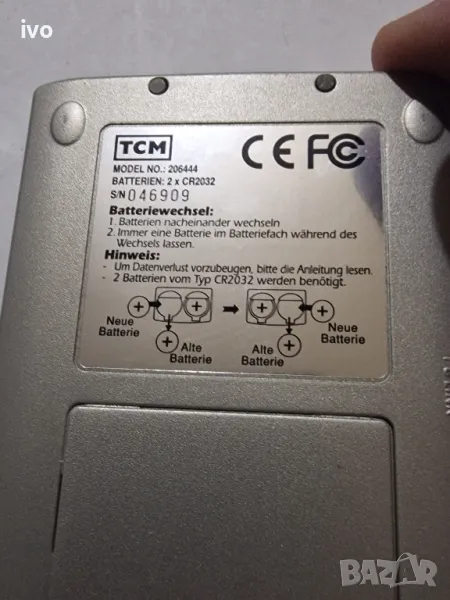 ivo
TCM
CE FC
MODEL NO.: 206444
BATTERIEN: 2 x CR2032
S/N 046909
Batteriewechsel:
1. Batterien nacheinander wechseln
2. Immer eine Batterie im Batteriefach während des
Wechsels lassen.
Hinweis:
- Um Datenverlust vorzubeugen, bitte die Anleitung lesen.
- 2 Batterien vom Typ CR2032 werden benötigt.
Neue
Batterie
Alte
Batterie
Alte
Batterie
Neue
Batterie
BAZAR